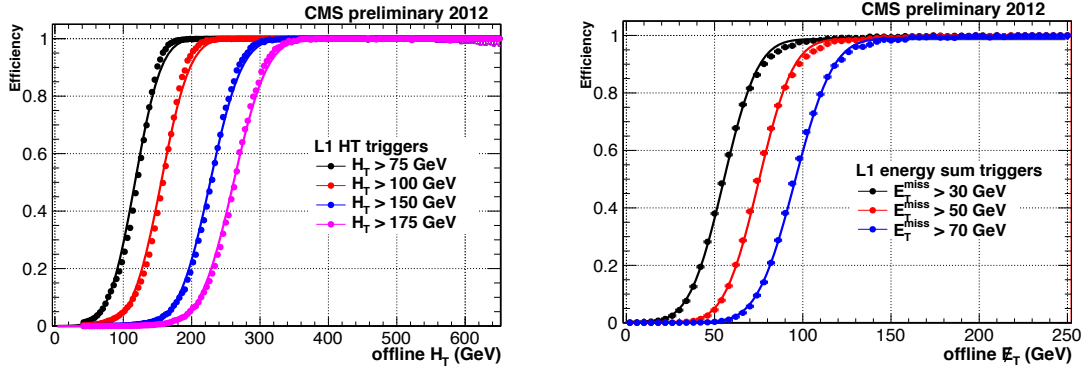 CMS preliminary 2012
Efficiency
1
0.8
0.6
0.4
0.2
0
L1 HT triggers
H_T > 75 GeV
H_T > 100 GeV
H_T > 150 GeV
H_T > 175 GeV
0 100 200 300 400 500 600
offline H_T (GeV)
CMS preliminary 2012
Efficiency
1
0.8
0.6
0.4
0.2
0
L1 energy sum triggers
E_T^miss > 30 GeV
E_T^miss > 50 GeV
E_T^miss > 70 GeV
0 50 100 150 200 250
offline E̸_T (GeV)